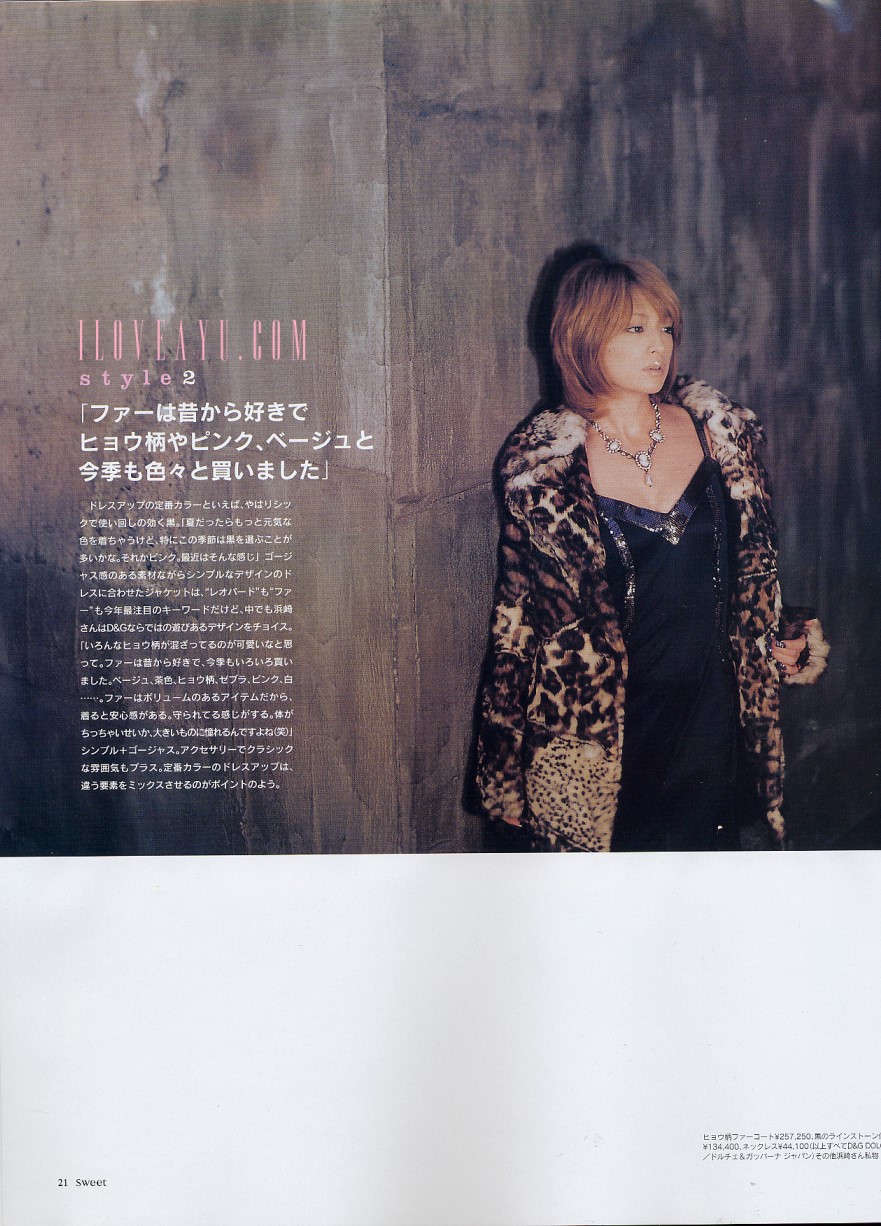 ILOVEAYU.COM
style2
「ファーは昔から好きで
ヒョウ柄やピンク、ベージュと
今季も色々と買いました」
ドレスアップの定番カラーといえば、やはりシッ
クで使い回しの効く黒。「夏だったらもっと元気な
色を着ちゃうけど、特にこの季節は黒を選ぶことが
多いかな。それかピンク。最近はそんな感じ」 ゴージ
ャス感のある素材ながらシンプルなデザインのド
レスに合わせたジャケットは、“レオパード”も“ファ
ー”も今年最注目のキーワードだけど、中でも浜崎
さんはD&Gならではの遊びあるデザインをチョイス。
「いろんなヒョウ柄が混ざってるのが可愛いなと思
って。ファーは昔から好きで、今季もいろいろ買い
ました。ベージュ、茶色、ヒョウ柄、ゼブラ、ピンク、白
……。ファーはボリュームのあるアイテムだから、
着ると安心感がある。守られてる感じがする。体が
ちっちゃいせいか、大きいものに憧れるんですよね(笑)」
シンプル+ゴージャス。アクセサリーでクラシック
な雰囲気もプラス。定番カラーのドレスアップは、
違う要素をミックスさせるのがポイントのよう。
ヒョウ柄ファーコート¥257,250、黒のラインストーン
¥134,400、ネックレス¥44,100(以上すべてD&G DOL
/ドルチェ&ガッバーナ ジャパン)その他浜崎さん私物
21 Sweet